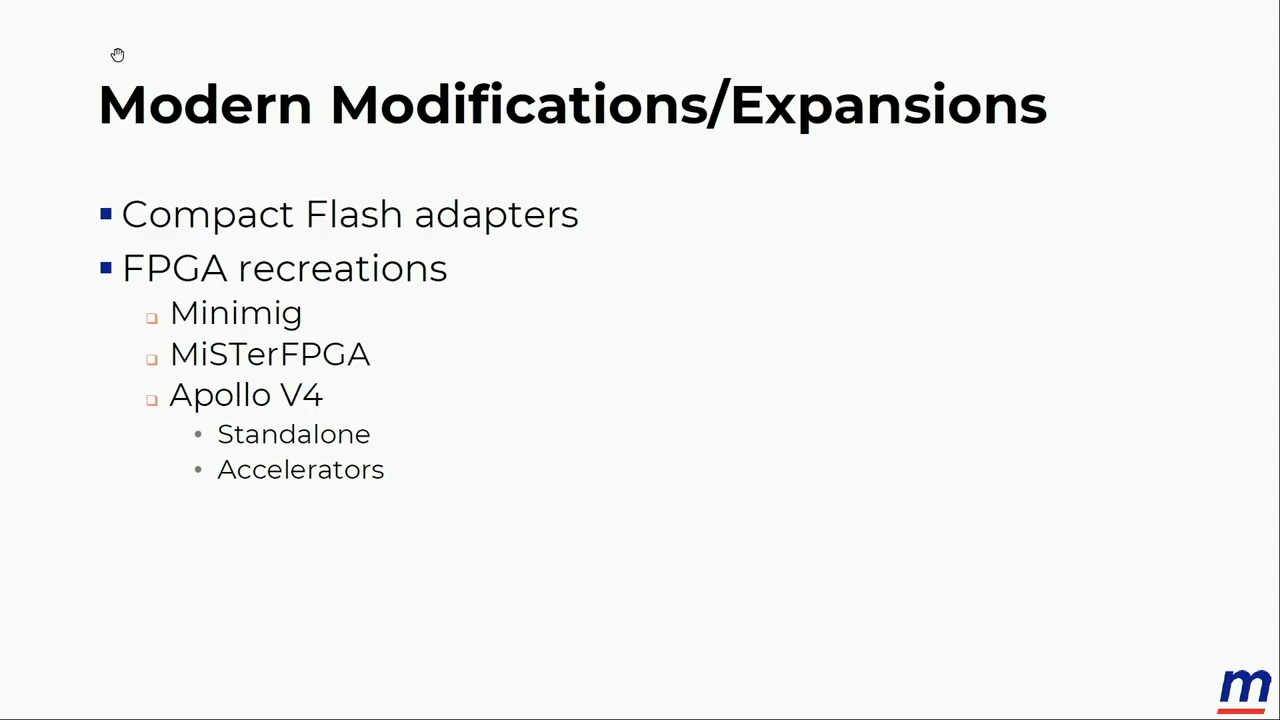 Modern Modifications/Expansions
Compact Flash adapters
FPGA recreations
Minimig
MiSTerFPGA
Apollo V4
Standalone
Accelerators
m